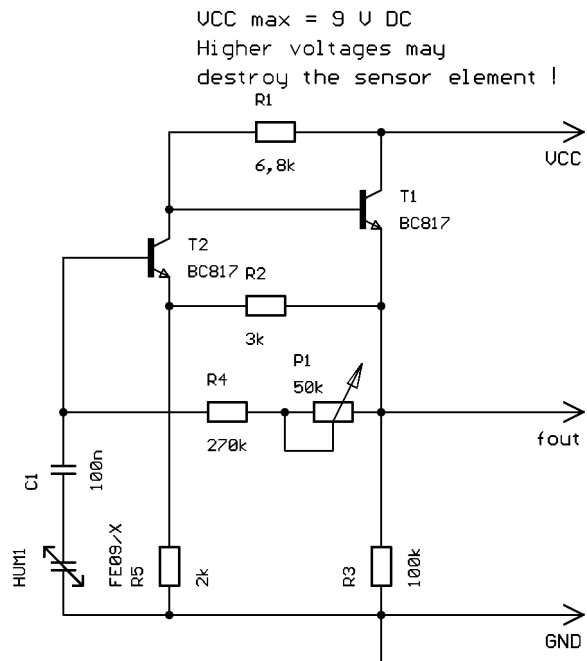 VCC max = 9 V DC
Higher voltages may
destroy the sensor element !
R1
6,8k
VCC
T1
BC817
T2
BC817
R2
3k
P1
50k
R4
270k
fout
C1
100n
HUM1
FE09/X
R5
2k
R3
100k
GND